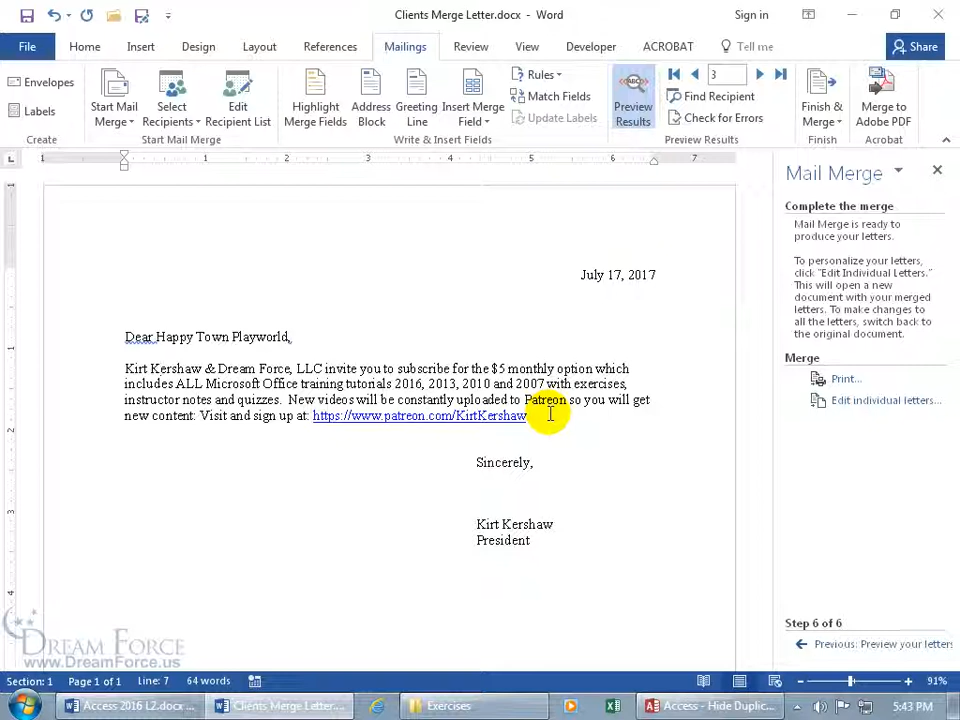 Clients Merge Letter.docx - Word
Sign in
File Home Insert Design Layout References Mailings Review View Developer ACROBAT Tell me Share
Envelopes
Labels
Create
Start Mail Merge
Select Recipients
Edit Recipient List
Start Mail Merge
Highlight Merge Fields
Address Block
Greeting Line
Insert Merge Field
Rules
Match Fields
Update Labels
Write & Insert Fields
ABC
Preview Results
3
Find Recipient
Check for Errors
Preview Results
Finish & Merge
Finish
Merge to Adobe PDF
Acrobat
1 1 2 3 4 5 6 7
July 17, 2017
Dear Happy Town Playworld,
Kirt Kershaw & Dream Force, LLC invite you to subscribe for the $5 monthly option which
includes ALL Microsoft Office training tutorials 2016, 2013, 2010 and 2007 with exercises,
instructor notes and quizzes.  New videos will be constantly uploaded to Patreon so you will get
new content: Visit and sign up at: https://www.patreon.com/KirtKershaw
Sincerely,
Kirt Kershaw
President
Mail Merge
Complete the merge
Mail Merge is ready to
produce your letters.
To personalize your letters,
click "Edit Individual Letters."
This will open a new
document with your merged
letters. To make changes to
all the letters, switch back to
the original document.
Merge
Print...
Edit individual letters...
Step 6 of 6
Previous: Preview your letters
DREAM FORCE
www.DreamForce.us
Section: 1 Page 1 of 1 Line: 7 64 words 91%
Access 2016 L2.docx ... Clients Merge Letter.... Exercises Access - Hide Duplic... 5:43 PM